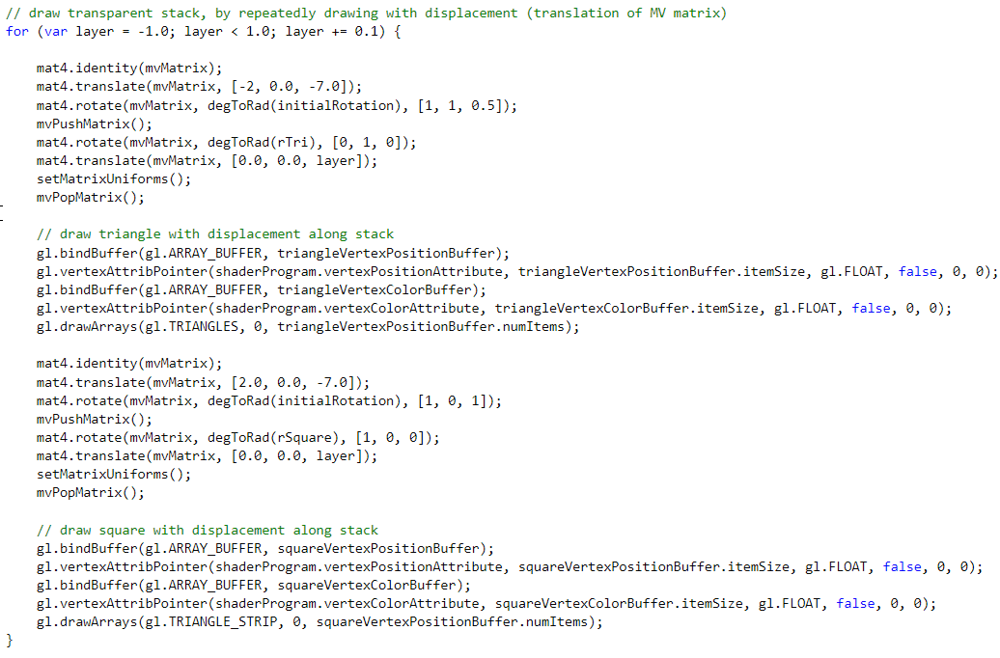 // draw transparent stack, by repeatedly drawing with displacement (translation of MV matrix)
for (var layer = -1.0; layer < 1.0; layer += 0.1) {
mat4.identity(mvMatrix);
mat4.translate(mvMatrix, [-2, 0.0, -7.0]);
mat4.rotate(mvMatrix, degToRad(initialRotation), [1, 1, 0.5]);
mvPushMatrix();
mat4.rotate(mvMatrix, degToRad(rTri), [0, 1, 0]);
mat4.translate(mvMatrix, [0.0, 0.0, layer]);
setMatrixUniforms();
mvPopMatrix();
// draw triangle with displacement along stack
gl.bindBuffer(gl.ARRAY_BUFFER, triangleVertexPositionBuffer);
gl.vertexAttribPointer(shaderProgram.vertexPositionAttribute, triangleVertexPositionBuffer.itemSize, gl.FLOAT, false, 0, 0);
gl.bindBuffer(gl.ARRAY_BUFFER, triangleVertexColorBuffer);
gl.vertexAttribPointer(shaderProgram.vertexColorAttribute, triangleVertexColorBuffer.itemSize, gl.FLOAT, false, 0, 0);
gl.drawArrays(gl.TRIANGLES, 0, triangleVertexPositionBuffer.numItems);
mat4.identity(mvMatrix);
mat4.translate(mvMatrix, [2.0, 0.0, -7.0]);
mat4.rotate(mvMatrix, degToRad(initialRotation), [1, 0, 1]);
mvPushMatrix();
mat4.rotate(mvMatrix, degToRad(rSquare), [1, 0, 0]);
mat4.translate(mvMatrix, [0.0, 0.0, layer]);
setMatrixUniforms();
mvPopMatrix();
// draw square with displacement along stack
gl.bindBuffer(gl.ARRAY_BUFFER, squareVertexPositionBuffer);
gl.vertexAttribPointer(shaderProgram.vertexPositionAttribute, squareVertexPositionBuffer.itemSize, gl.FLOAT, false, 0, 0);
gl.bindBuffer(gl.ARRAY_BUFFER, squareVertexColorBuffer);
gl.vertexAttribPointer(shaderProgram.vertexColorAttribute, squareVertexColorBuffer.itemSize, gl.FLOAT, false, 0, 0);
gl.drawArrays(gl.TRIANGLE_STRIP, 0, squareVertexPositionBuffer.numItems);
}